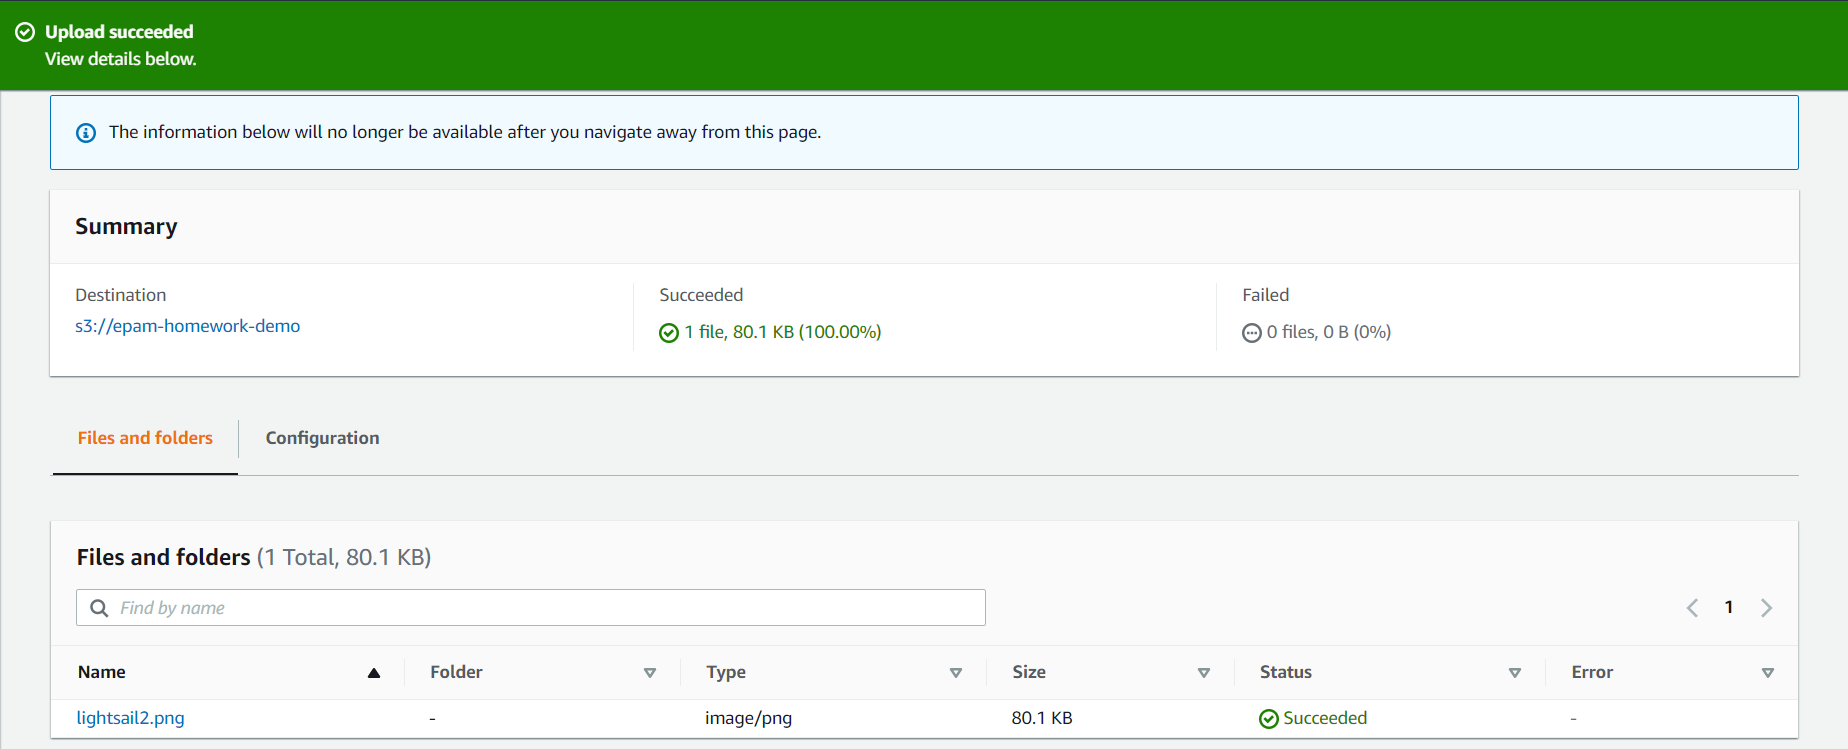 Upload succeeded
View details below.
The information below will no longer be available after you navigate away from this page.
Summary
Destination
s3://epam-homework-demo
Succeeded
1 file, 80.1 KB (100.00%)
Failed
0 files, 0 B (0%)
Files and folders
Configuration
Files and folders (1 Total, 80.1 KB)
Find by name
1
Name Folder Type Size Status Error
lightsail2.png - image/png 80.1 KB Succeeded -